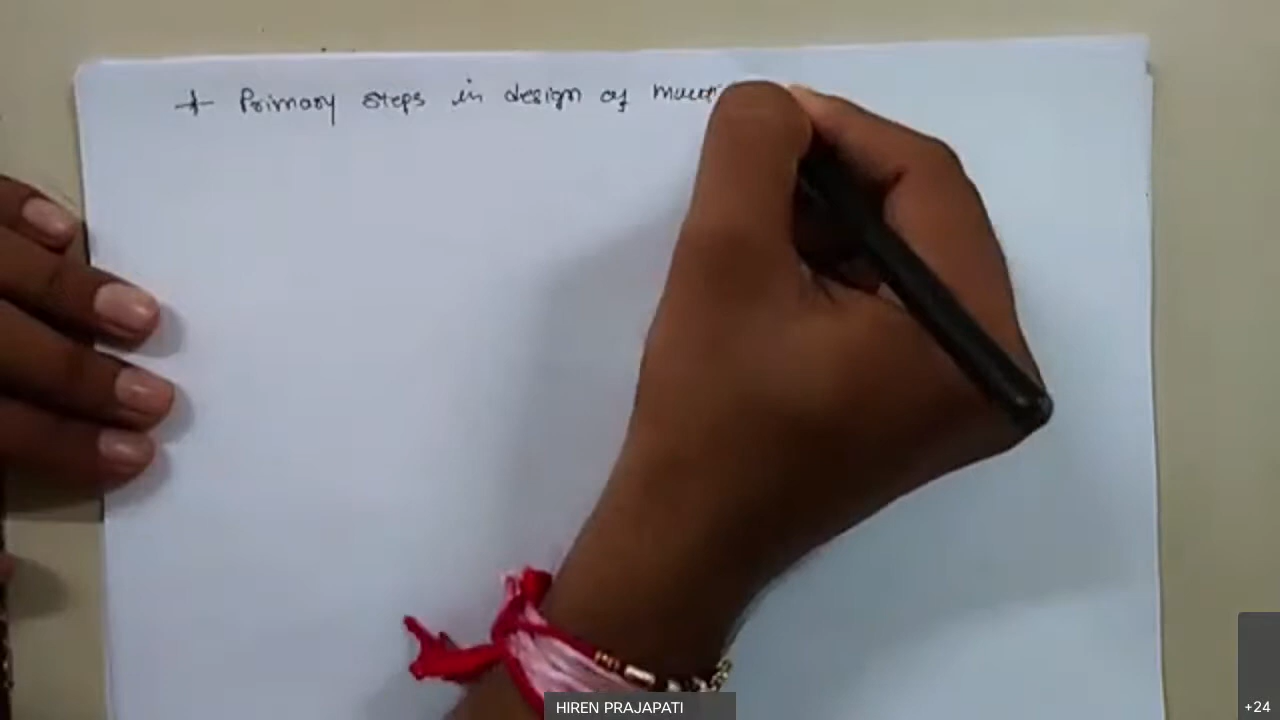 + Primary steps in design of
HIREN PRAJAPATI
+24